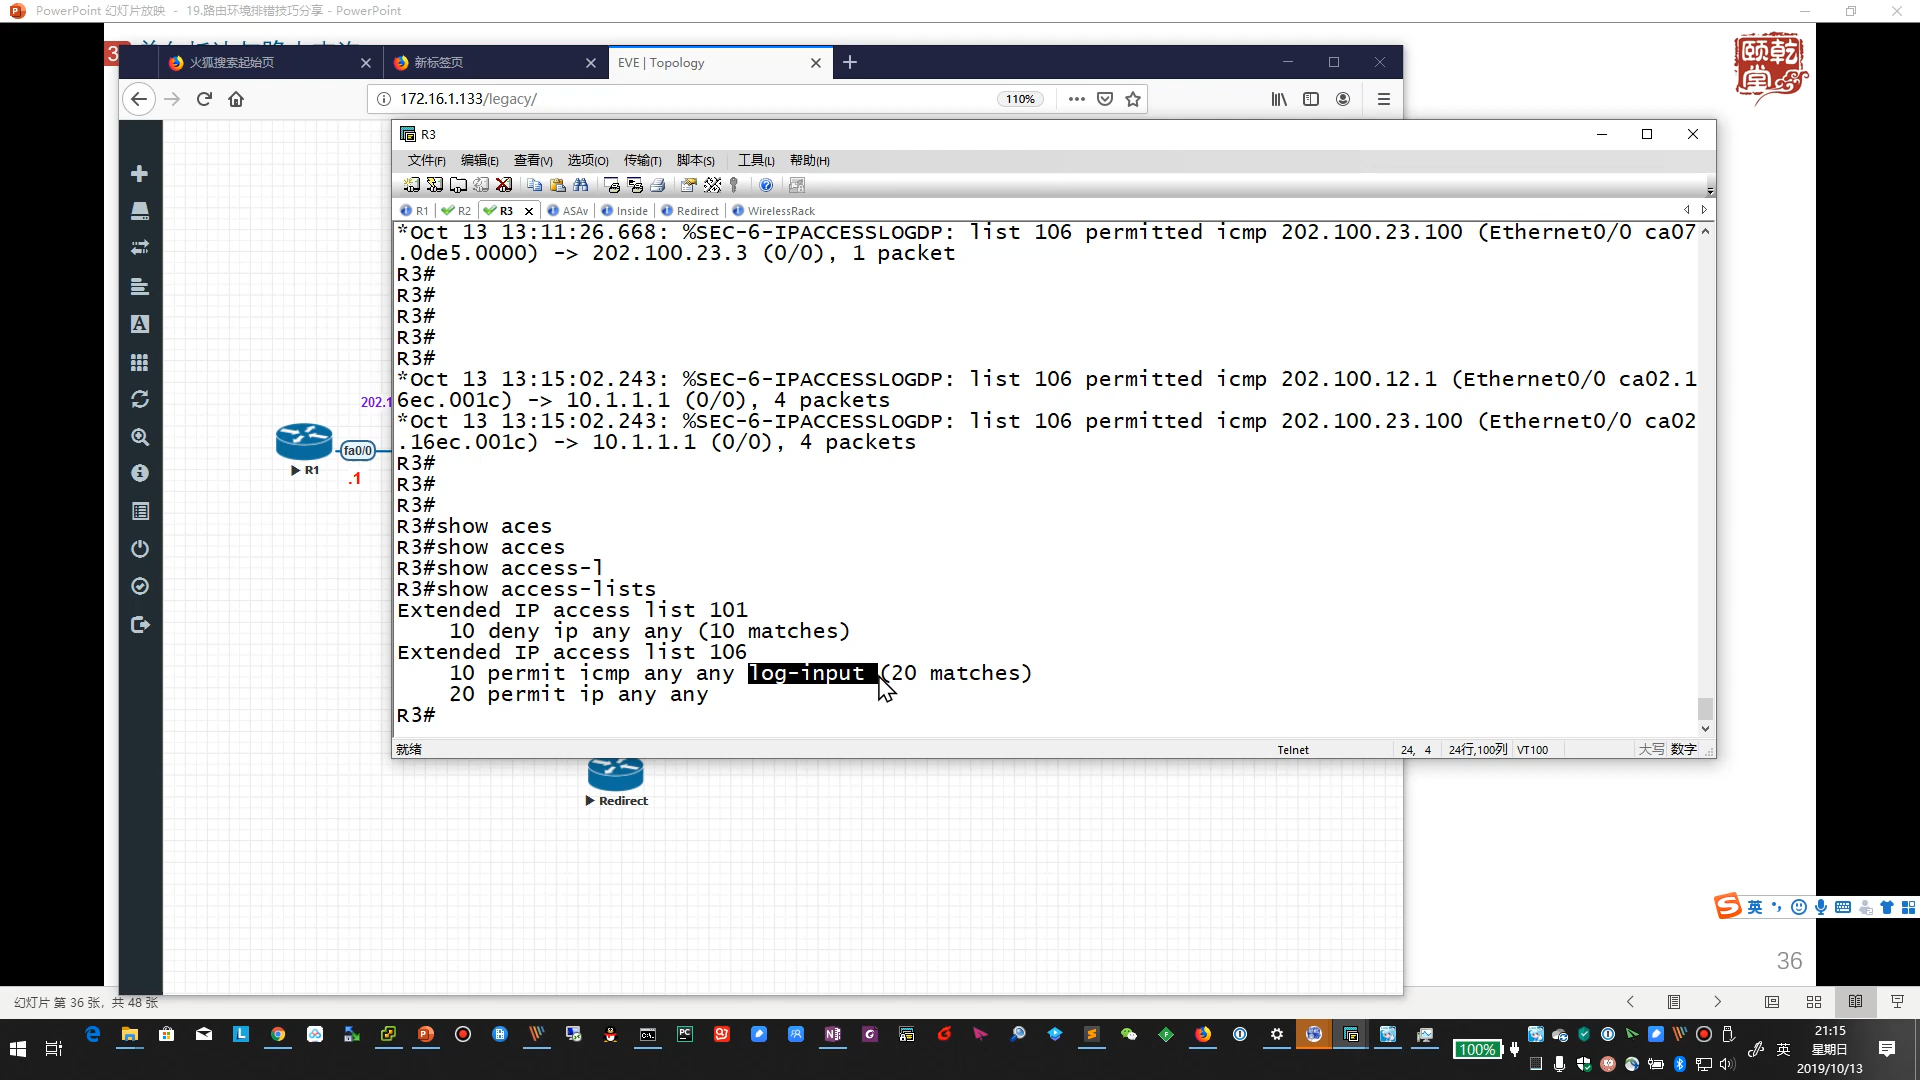 PowerPoint 幻灯片放映 - 19.路由环境排错技巧分享 - PowerPoint
3
火狐搜索起始页
新标签页
EVE | Topology
172.16.1.133/legacy/
110%
R3
文件(F) 编辑(E) 查看(V) 选项(O) 传输(T) 脚本(S) 工具(L) 帮助(H)
R1 R2 R3 ASAv Inside Redirect WirelessRack
*Oct 13 13:11:26.668: %SEC-6-IPACCESSLOGDP: list 106 permitted icmp 202.100.23.100 (Ethernet0/0 ca07
.0de5.0000) -> 202.100.23.3 (0/0), 1 packet
R3#
R3#
R3#
R3#
R3#
*Oct 13 13:15:02.243: %SEC-6-IPACCESSLOGDP: list 106 permitted icmp 202.100.12.1 (Ethernet0/0 ca02.1
6ec.001c) -> 10.1.1.1 (0/0), 4 packets
*Oct 13 13:15:02.243: %SEC-6-IPACCESSLOGDP: list 106 permitted icmp 202.100.23.100 (Ethernet0/0 ca02
.16ec.001c) -> 10.1.1.1 (0/0), 4 packets
R3#
R3#
R3#
R3#show aces
R3#show acces
R3#show access-l
R3#show access-lists
Extended IP access list 101
10 deny ip any any (10 matches)
Extended IP access list 106
10 permit icmp any any log-input (20 matches)
20 permit ip any any
R3#
就绪 Telnet 24, 4 24行,100列 VT100 大写 数字
202.1
fa0/0
R1
.1
Redirect
颐乾堂
英
36
幻灯片 第 36 张，共 48 张
100%
英
21:15
星期日
2019/10/13